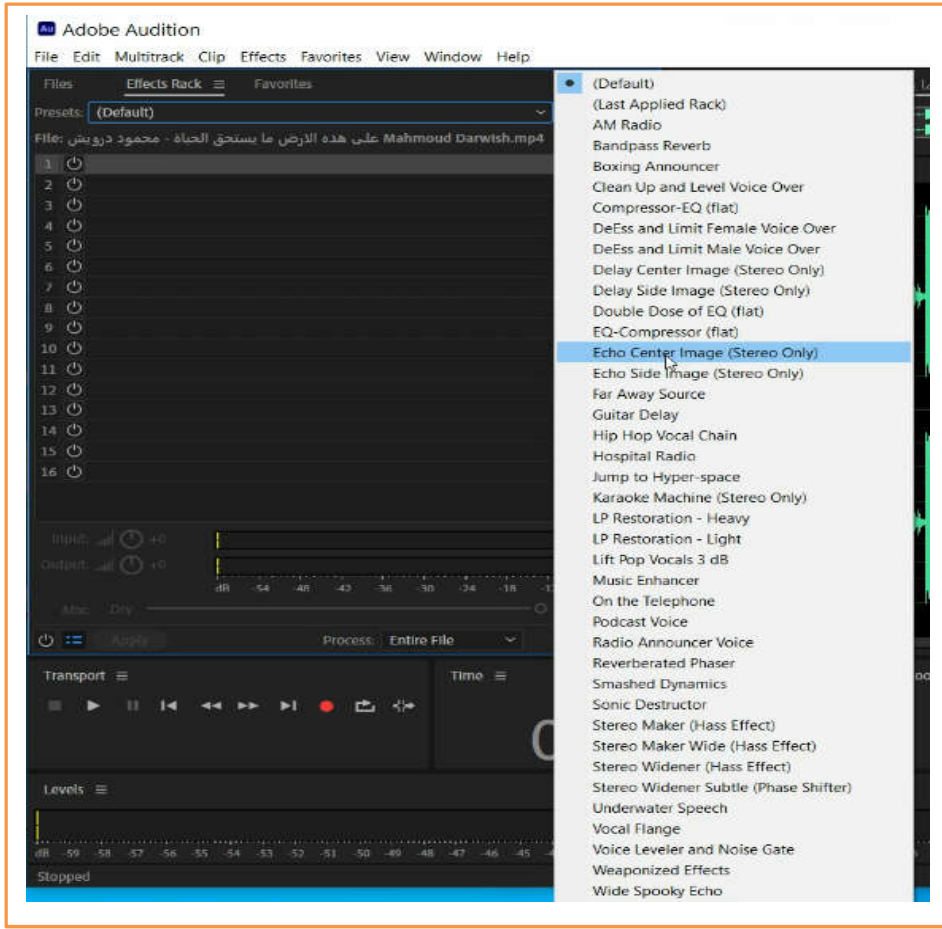 Au Adobe Audition
File Edit Multitrack Clip Effects Favorites View Window Help
Files Effects Rack Favorites
Presets: (Default)
File: على هذه الارض ما يستحق الحياة - محمود درويش Mahmoud Darwish.mp4
1
2
3
4
5
6
7
8
9
10
11
12
13
14
15
16
Input: +0
Output: +0
dB -54 -48 -42 -36 -30 -24 -18
Mix: Dry
Apply Process: Entire File
Transport Time
Levels
dB -59 -58 -57 -56 -55 -54 -53 -52 -51 -50 -49 -48 -47 -46 -45
Stopped
(Default)
(Last Applied Rack)
AM Radio
Bandpass Reverb
Boxing Announcer
Clean Up and Level Voice Over
Compressor-EQ (flat)
DeEss and Limit Female Voice Over
DeEss and Limit Male Voice Over
Delay Center Image (Stereo Only)
Delay Side Image (Stereo Only)
Double Dose of EQ (flat)
EQ-Compressor (flat)
Echo Center Image (Stereo Only)
Echo Side Image (Stereo Only)
Far Away Source
Guitar Delay
Hip Hop Vocal Chain
Hospital Radio
Jump to Hyper-space
Karaoke Machine (Stereo Only)
LP Restoration - Heavy
LP Restoration - Light
Lift Pop Vocals 3 dB
Music Enhancer
On the Telephone
Podcast Voice
Radio Announcer Voice
Reverberated Phaser
Smashed Dynamics
Sonic Destructor
Stereo Maker (Hass Effect)
Stereo Maker Wide (Hass Effect)
Stereo Widener (Hass Effect)
Stereo Widener Subtle (Phase Shifter)
Underwater Speech
Vocal Flange
Voice Leveler and Noise Gate
Weaponized Effects
Wide Spooky Echo